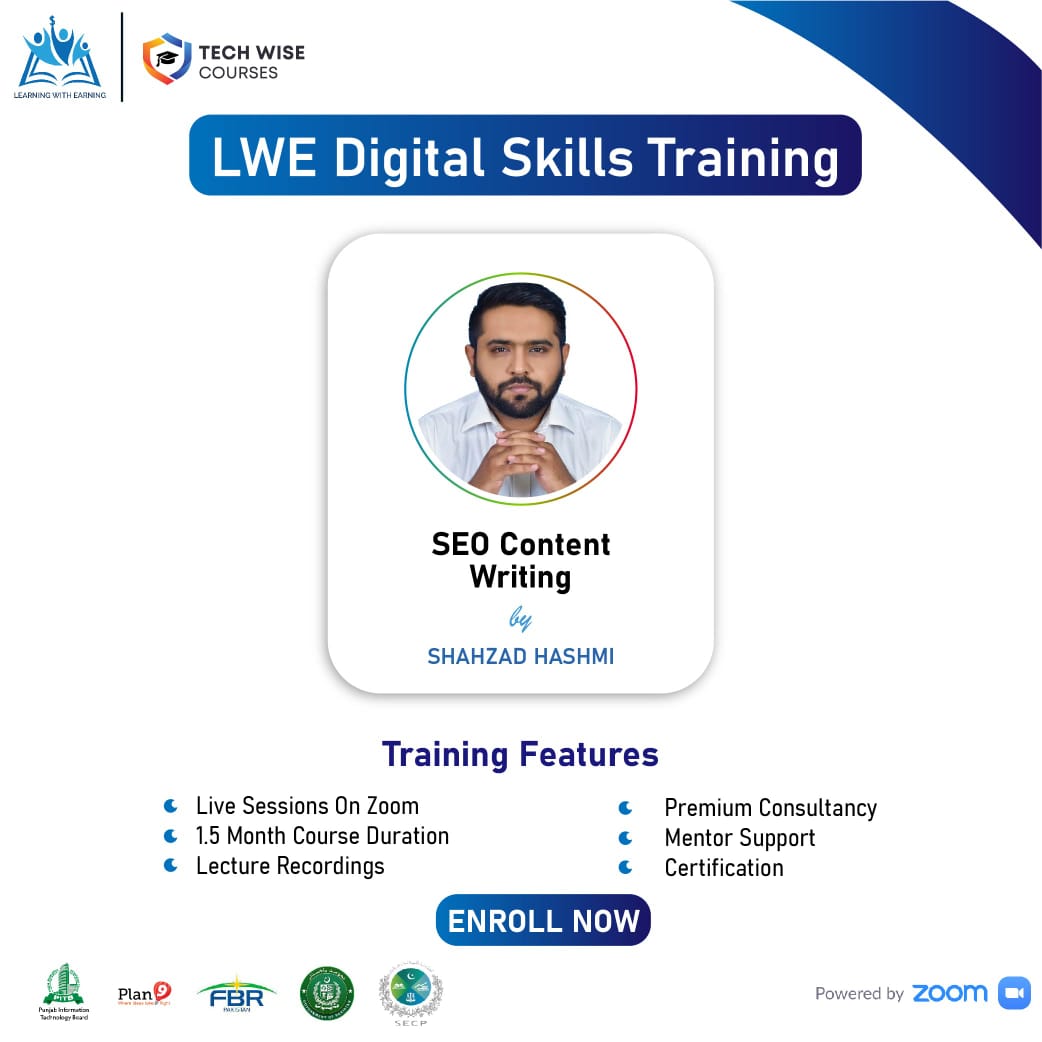 LEARNING WITH EARNING
TECH WISE
COURSES
LWE Digital Skills Training
SEO Content
Writing
by
SHAHZAD HASHMI
Training Features
Live Sessions On Zoom
1.5 Month Course Duration
Lecture Recordings
Premium Consultancy
Mentor Support
Certification
ENROLL NOW
PITB
Punjab Information
Technology Board
Plan9
FBR
PAKISTAN
SECP
Powered by zoom